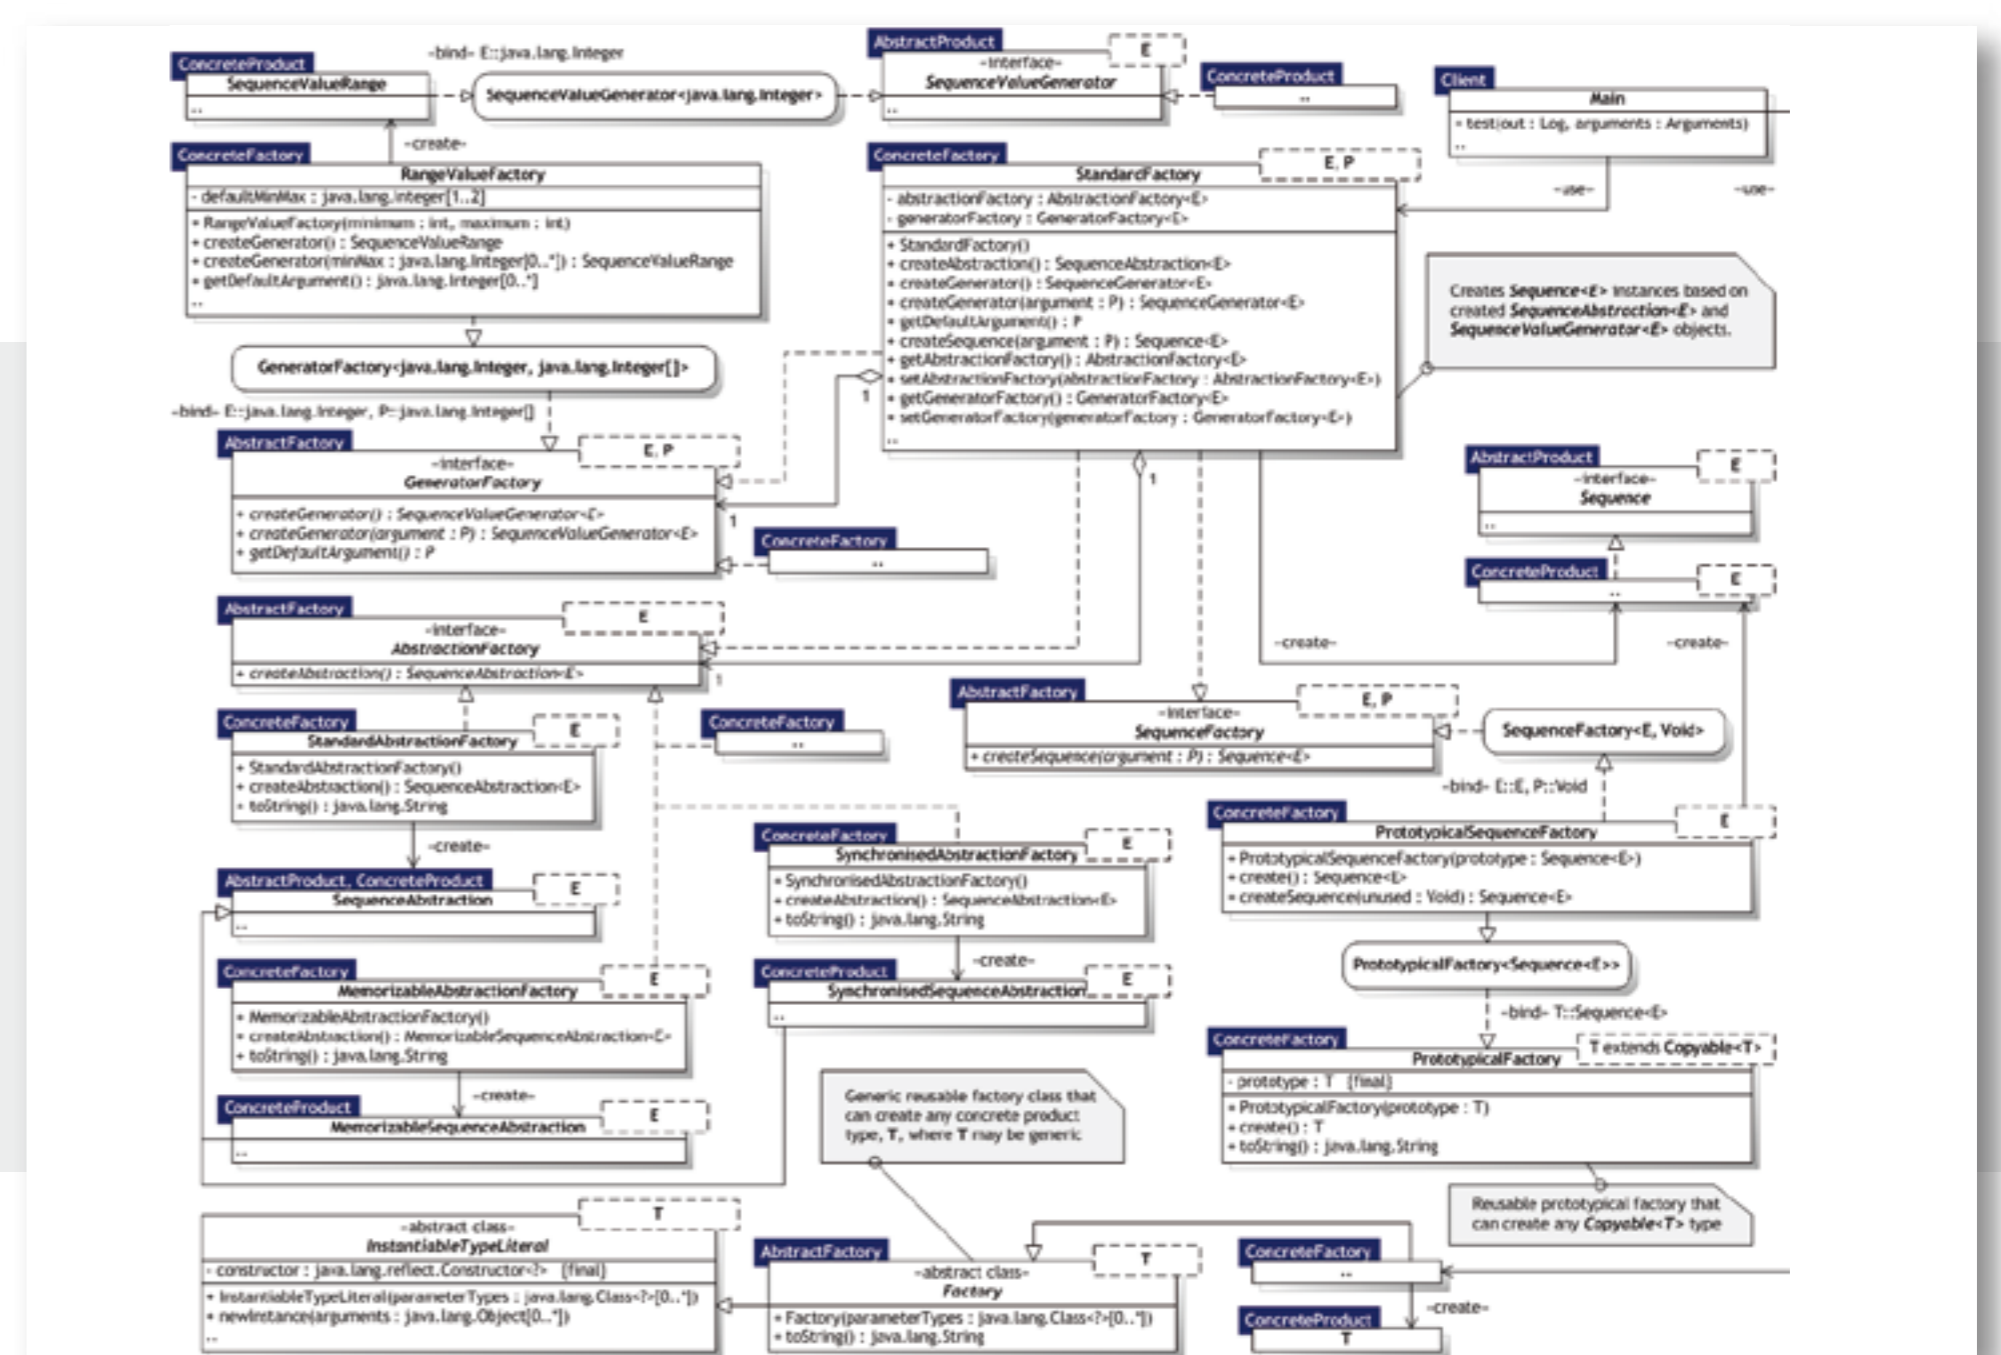 ~bind~ E::java.lang.Integer
ConcreteProduct
SequenceValueRange
..
SequenceValueGenerator<java.lang.Integer>
AbstractProduct
E
~interface~
SequenceValueGenerator
..
ConcreteProduct
..
Client
Main
+ test(out : Log, arguments : Arguments)
..
~create~
~use~
~use~
ConcreteFactory
RangeValueFactory
- defaultMinMax : java.lang.Integer[1..2]
+ RangeValueFactory(minimum : int, maximum : int)
+ createGenerator() : SequenceValueRange
+ createGenerator(minMax : java.lang.Integer[0..*]) : SequenceValueRange
+ getDefaultArgument() : java.lang.Integer[0..*]
..
ConcreteFactory
E, P
StandardFactory
- abstractionFactory : AbstractionFactory<E>
- generatorFactory : GeneratorFactory<E>
+ StandardFactory()
+ createAbstraction() : SequenceAbstraction<E>
+ createGenerator() : SequenceGenerator<E>
+ createGenerator(argument : P) : SequenceGenerator<E>
+ getDefaultArgument() : P
+ createSequence(argument : P) : Sequence<E>
+ getAbstractionFactory() : AbstractionFactory<E>
+ setAbstractionFactory(abstractionFactory : AbstractionFactory<E>)
+ getGeneratorFactory() : GeneratorFactory<E>
+ setGeneratorFactory(generatorFactory : GeneratorFactory<E>)
..
Creates Sequence<E> instances based on
created SequenceAbstraction<E> and
SequenceValueGenerator<E> objects.
GeneratorFactory<java.lang.Integer, java.lang.Integer[]>
~bind~ E::java.lang.Integer, P::java.lang.Integer[]
1
AbstractFactory
E, P
~interface~
GeneratorFactory
+ createGenerator() : SequenceValueGenerator<E>
+ createGenerator(argument : P) : SequenceValueGenerator<E>
+ getDefaultArgument() : P
1
1
ConcreteFactory
..
AbstractProduct
E
~interface~
Sequence
..
ConcreteProduct
E
..
~create~
~create~
AbstractFactory
E
~interface~
AbstractionFactory
+ createAbstraction() : SequenceAbstraction<E>
1
AbstractFactory
E, P
~interface~
SequenceFactory
+ createSequence(argument : P) : Sequence<E>
SequenceFactory<E, Void>
~bind~ E::E, P::Void
ConcreteFactory
E
StandardAbstractionFactory
+ StandardAbstractionFactory()
+ createAbstraction() : SequenceAbstraction<E>
+ toString() : java.lang.String
ConcreteFactory
..
~create~
AbstractProduct, ConcreteProduct
E
SequenceAbstraction
..
ConcreteFactory
E
SynchronisedAbstractionFactory
+ SynchronisedAbstractionFactory()
+ createAbstraction() : SequenceAbstraction<E>
+ toString() : java.lang.String
~create~
ConcreteFactory
E
PrototypicalSequenceFactory
+ PrototypicalSequenceFactory(prototype : Sequence<E>)
+ create() : Sequence<E>
+ createSequence(unused : Void) : Sequence<E>
PrototypicalFactory<Sequence<E>>
~bind~ T::Sequence<E>
ConcreteFactory
E
MemorizableAbstractionFactory
+ MemorizableAbstractionFactory()
+ createAbstraction() : MemorizableSequenceAbstraction<E>
+ toString() : java.lang.String
~create~
ConcreteProduct
E
SynchronisedSequenceAbstraction
..
ConcreteFactory
T extends Copyable<T>
PrototypicalFactory
- prototype : T {final}
+ PrototypicalFactory(prototype : T)
+ create() : T
+ toString() : java.lang.String
ConcreteProduct
E
MemorizableSequenceAbstraction
..
Generic reusable factory class that
can create any concrete product
type, T, where T may be generic
Reusable prototypical factory that
can create any Copyable<T> type
T
~abstract class~
InstantiableTypeLiteral
- constructor : java.lang.reflect.Constructor<?> {final}
+ InstantiableTypeLiteral(parameterTypes : java.lang.Class<?>[0..*])
+ newInstance(arguments : java.lang.Object[0..*])
..
AbstractFactory
T
~abstract class~
Factory
+ Factory(parameterTypes : java.lang.Class<?>[0..*])
+ toString() : java.lang.String
ConcreteFactory
..
~create~
ConcreteProduct
T